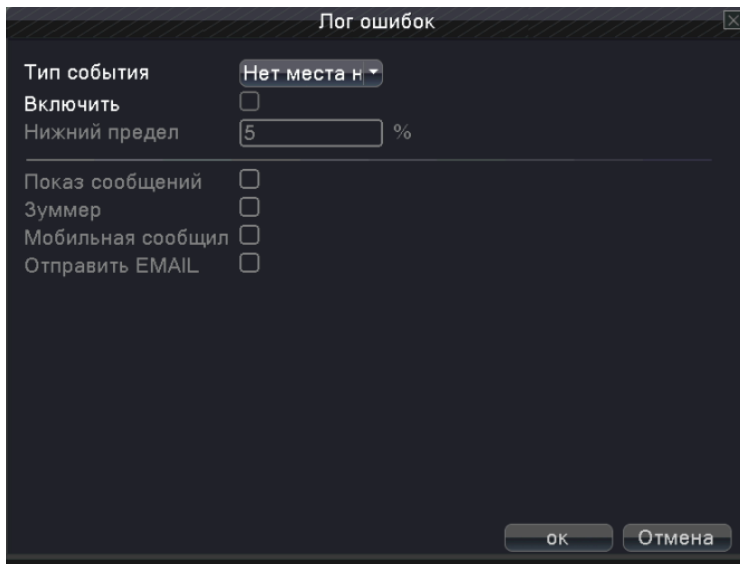 Лог ошибок
Тип события Нет места н
Включить
Нижний предел 5 %
Показ сообщений
Зуммер
Мобильная сообщил
Отправить EMAIL
ок Отмена